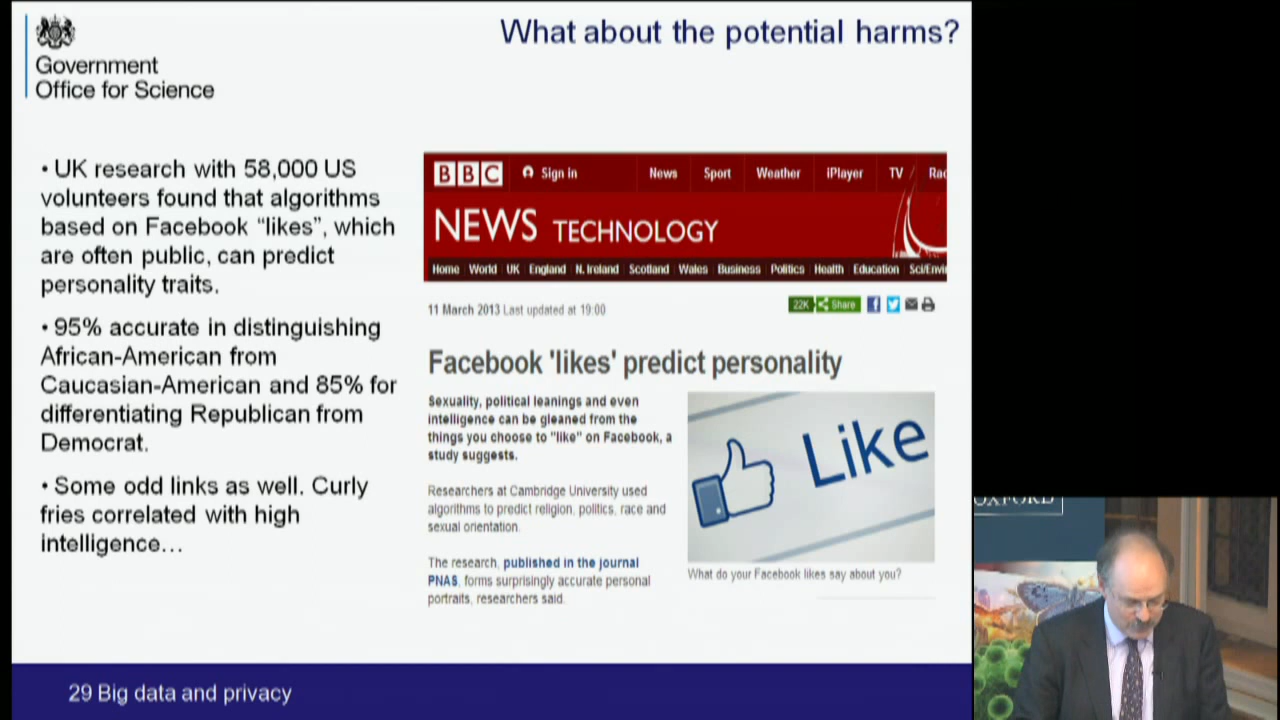 What about the potential harms?
Government
Office for Science
• UK research with 58,000 US
volunteers found that algorithms
based on Facebook “likes”, which
are often public, can predict
personality traits.
• 95% accurate in distinguishing
African-American from
Caucasian-American and 85% for
differentiating Republican from
Democrat.
• Some odd links as well. Curly
fries correlated with high
intelligence…
BBC Sign in News Sport Weather iPlayer TV Rad
NEWS TECHNOLOGY
Home World UK England N. Ireland Scotland Wales Business Politics Health Education Sci/Envi
11 March 2013 Last updated at 19:00
22K Share
Facebook 'likes' predict personality
Sexuality, political leanings and even
intelligence can be gleaned from the
things you choose to "like" on Facebook, a
study suggests.
Researchers at Cambridge University used
algorithms to predict religion, politics, race and
sexual orientation.
The research, published in the journal
PNAS, forms surprisingly accurate personal
portraits, researchers said.
Like
What do your Facebook likes say about you?
OXFORD
29 Big data and privacy